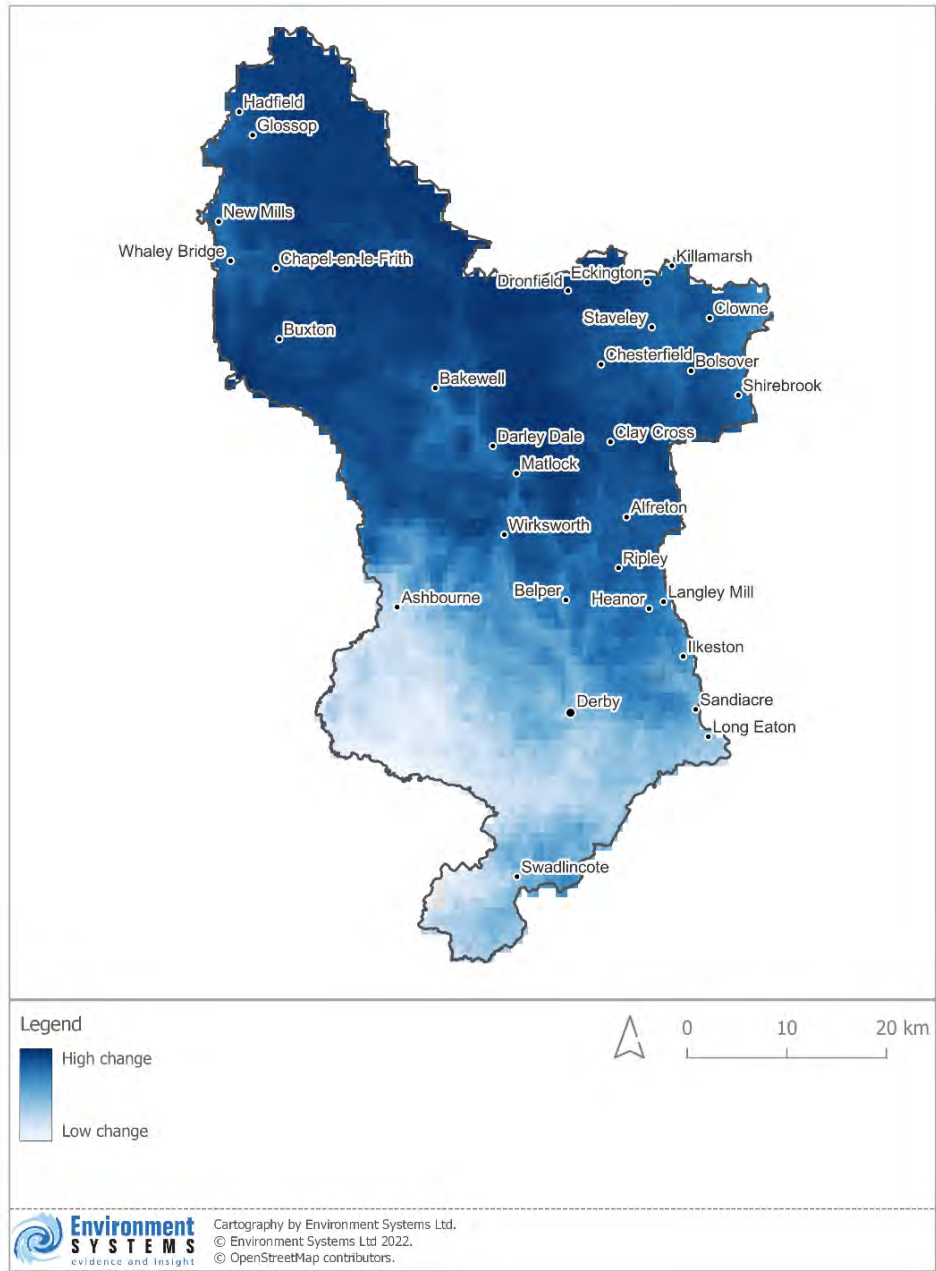 Hadfield
Glossop
New Mills
Whaley Bridge
Chapel-en-le-Frith
Killamarsh
Eckington
Dronfield
Clowne
Staveley
Buxton
Chesterfield
Bolsover
Bakewell
Shirebrook
Darley Dale
Clay Cross
Matlock
Alfreton
Wirksworth
Ripley
Belper
Heanor
Langley Mill
Ashbourne
Ilkeston
Derby
Sandiacre
Long Eaton
Swadlincote
Legend
High change
Low change
0 10 20 km
Environment
SYSTEMS
evidence and insight
Cartography by Environment Systems Ltd.
© Environment Systems Ltd 2022.
© OpenStreetMap contributors.